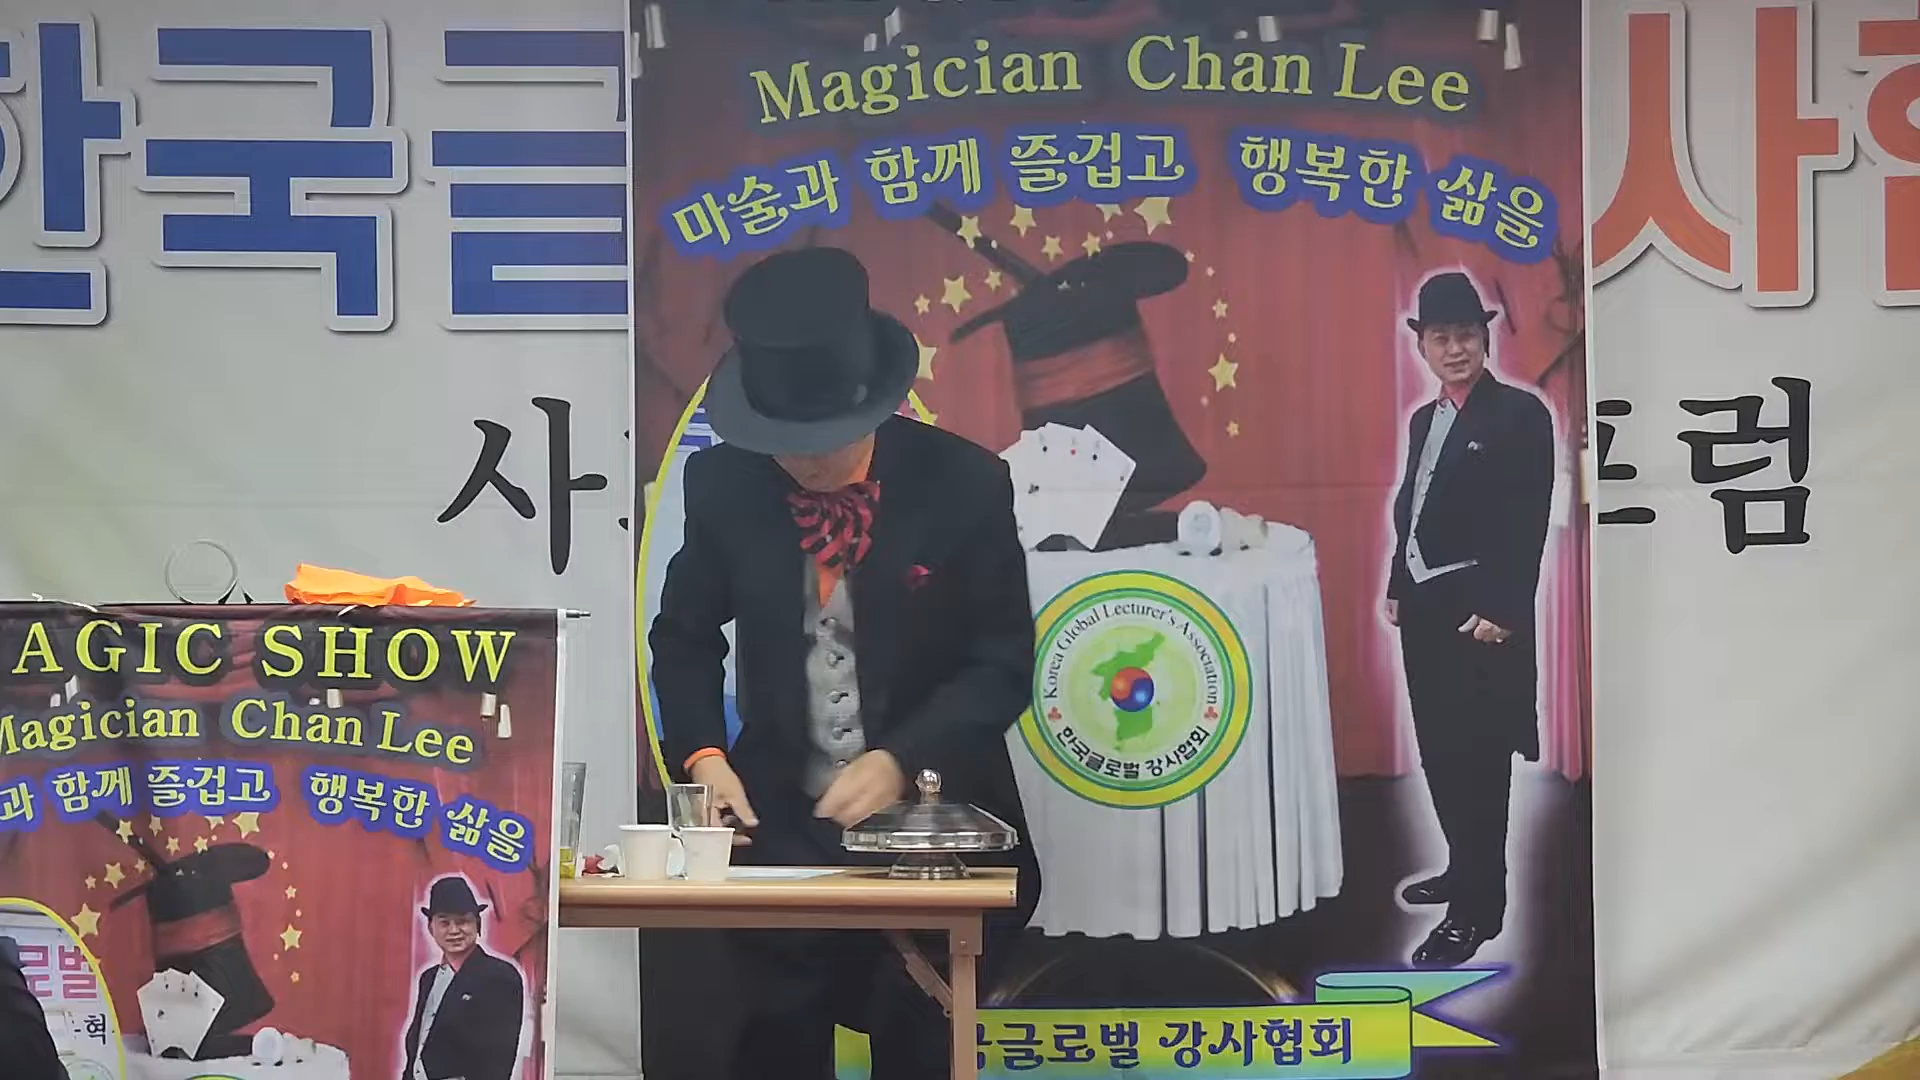 한국글
사
Magician Chan Lee
마술과 함께 즐겁고 행복한 삶을
Korea Global Lecturer's Association
한국글로벌 강사협회
글로벌 강사협회
럼
AGIC SHOW
Magician Chan Lee
과 함께 즐겁고 행복한 삶을
로벌
혁